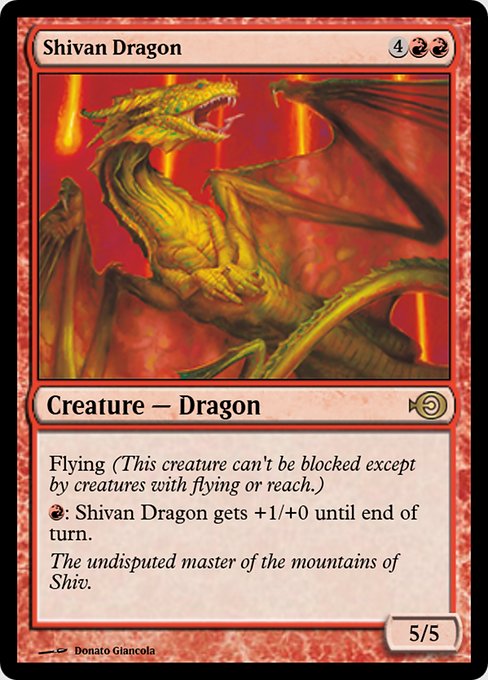 Shivan Dragon 4
Creature — Dragon
Flying (This creature can't be blocked except
by creatures with flying or reach.)
: Shivan Dragon gets +1/+0 until end of
turn.
The undisputed master of the mountains of
Shiv.
5/5
Donato Giancola